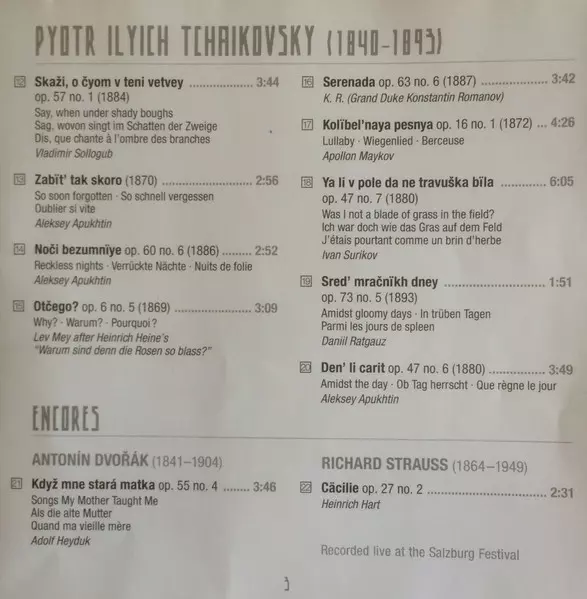 PYOTR ILYICH TCHAIKOVSKY (1840-1893)
12 Skaži, o čyom v teni vetvey ........ 3:44
op. 57 no. 1 (1884)
Say, when under shady boughs
Sag, wovon singt im Schatten der Zweige
Dis, que chante à l'ombre des branches
Vladimir Sollogub
13 Zabït' tak skoro (1870) ........ 2:56
So soon forgotten · So schnell vergessen
Oublier si vite
Aleksey Apukhtin
14 Noči bezumnïye op. 60 no. 6 (1886) ........ 2:52
Reckless nights · Verrückte Nächte · Nuits de folie
Aleksey Apukhtin
15 Otčego? op. 6 no. 5 (1869) ........ 3:09
Why? · Warum? · Pourquoi?
Lev Mey after Heinrich Heine's
"Warum sind denn die Rosen so blass?"
16 Serenada op. 63 no. 6 (1887) ........ 3:42
K. R. (Grand Duke Konstantin Romanov)
17 Kolïbel'naya pesnya op. 16 no. 1 (1872) ... 4:26
Lullaby · Wiegenlied · Berceuse
Apollon Maykov
18 Ya li v pole da ne travuška bïla ........ 6:05
op. 47 no. 7 (1880)
Was I not a blade of grass in the field?
Ich war doch wie das Gras auf dem Feld
J'étais pourtant comme un brin d'herbe
Ivan Surikov
19 Sred' mračnïkh dney ........ 1:51
op. 73 no. 5 (1893)
Amidst gloomy days · In trüben Tagen
Parmi les jours de spleen
Daniil Ratgauz
20 Den' li carit op. 47 no. 6 (1880) ........ 3:49
Amidst the day · Ob Tag herrscht · Que règne le jour
Aleksey Apukhtin
ENCORES
ANTONÍN DVOŘÁK (1841–1904)
21 Když mne stará matka op. 55 no. 4 ........ 3:46
Songs My Mother Taught Me
Als die alte Mutter
Quand ma vieille mère
Adolf Heyduk
RICHARD STRAUSS (1864–1949)
22 Cäcilie op. 27 no. 2 ........ 2:31
Heinrich Hart
Recorded live at the Salzburg Festival
3